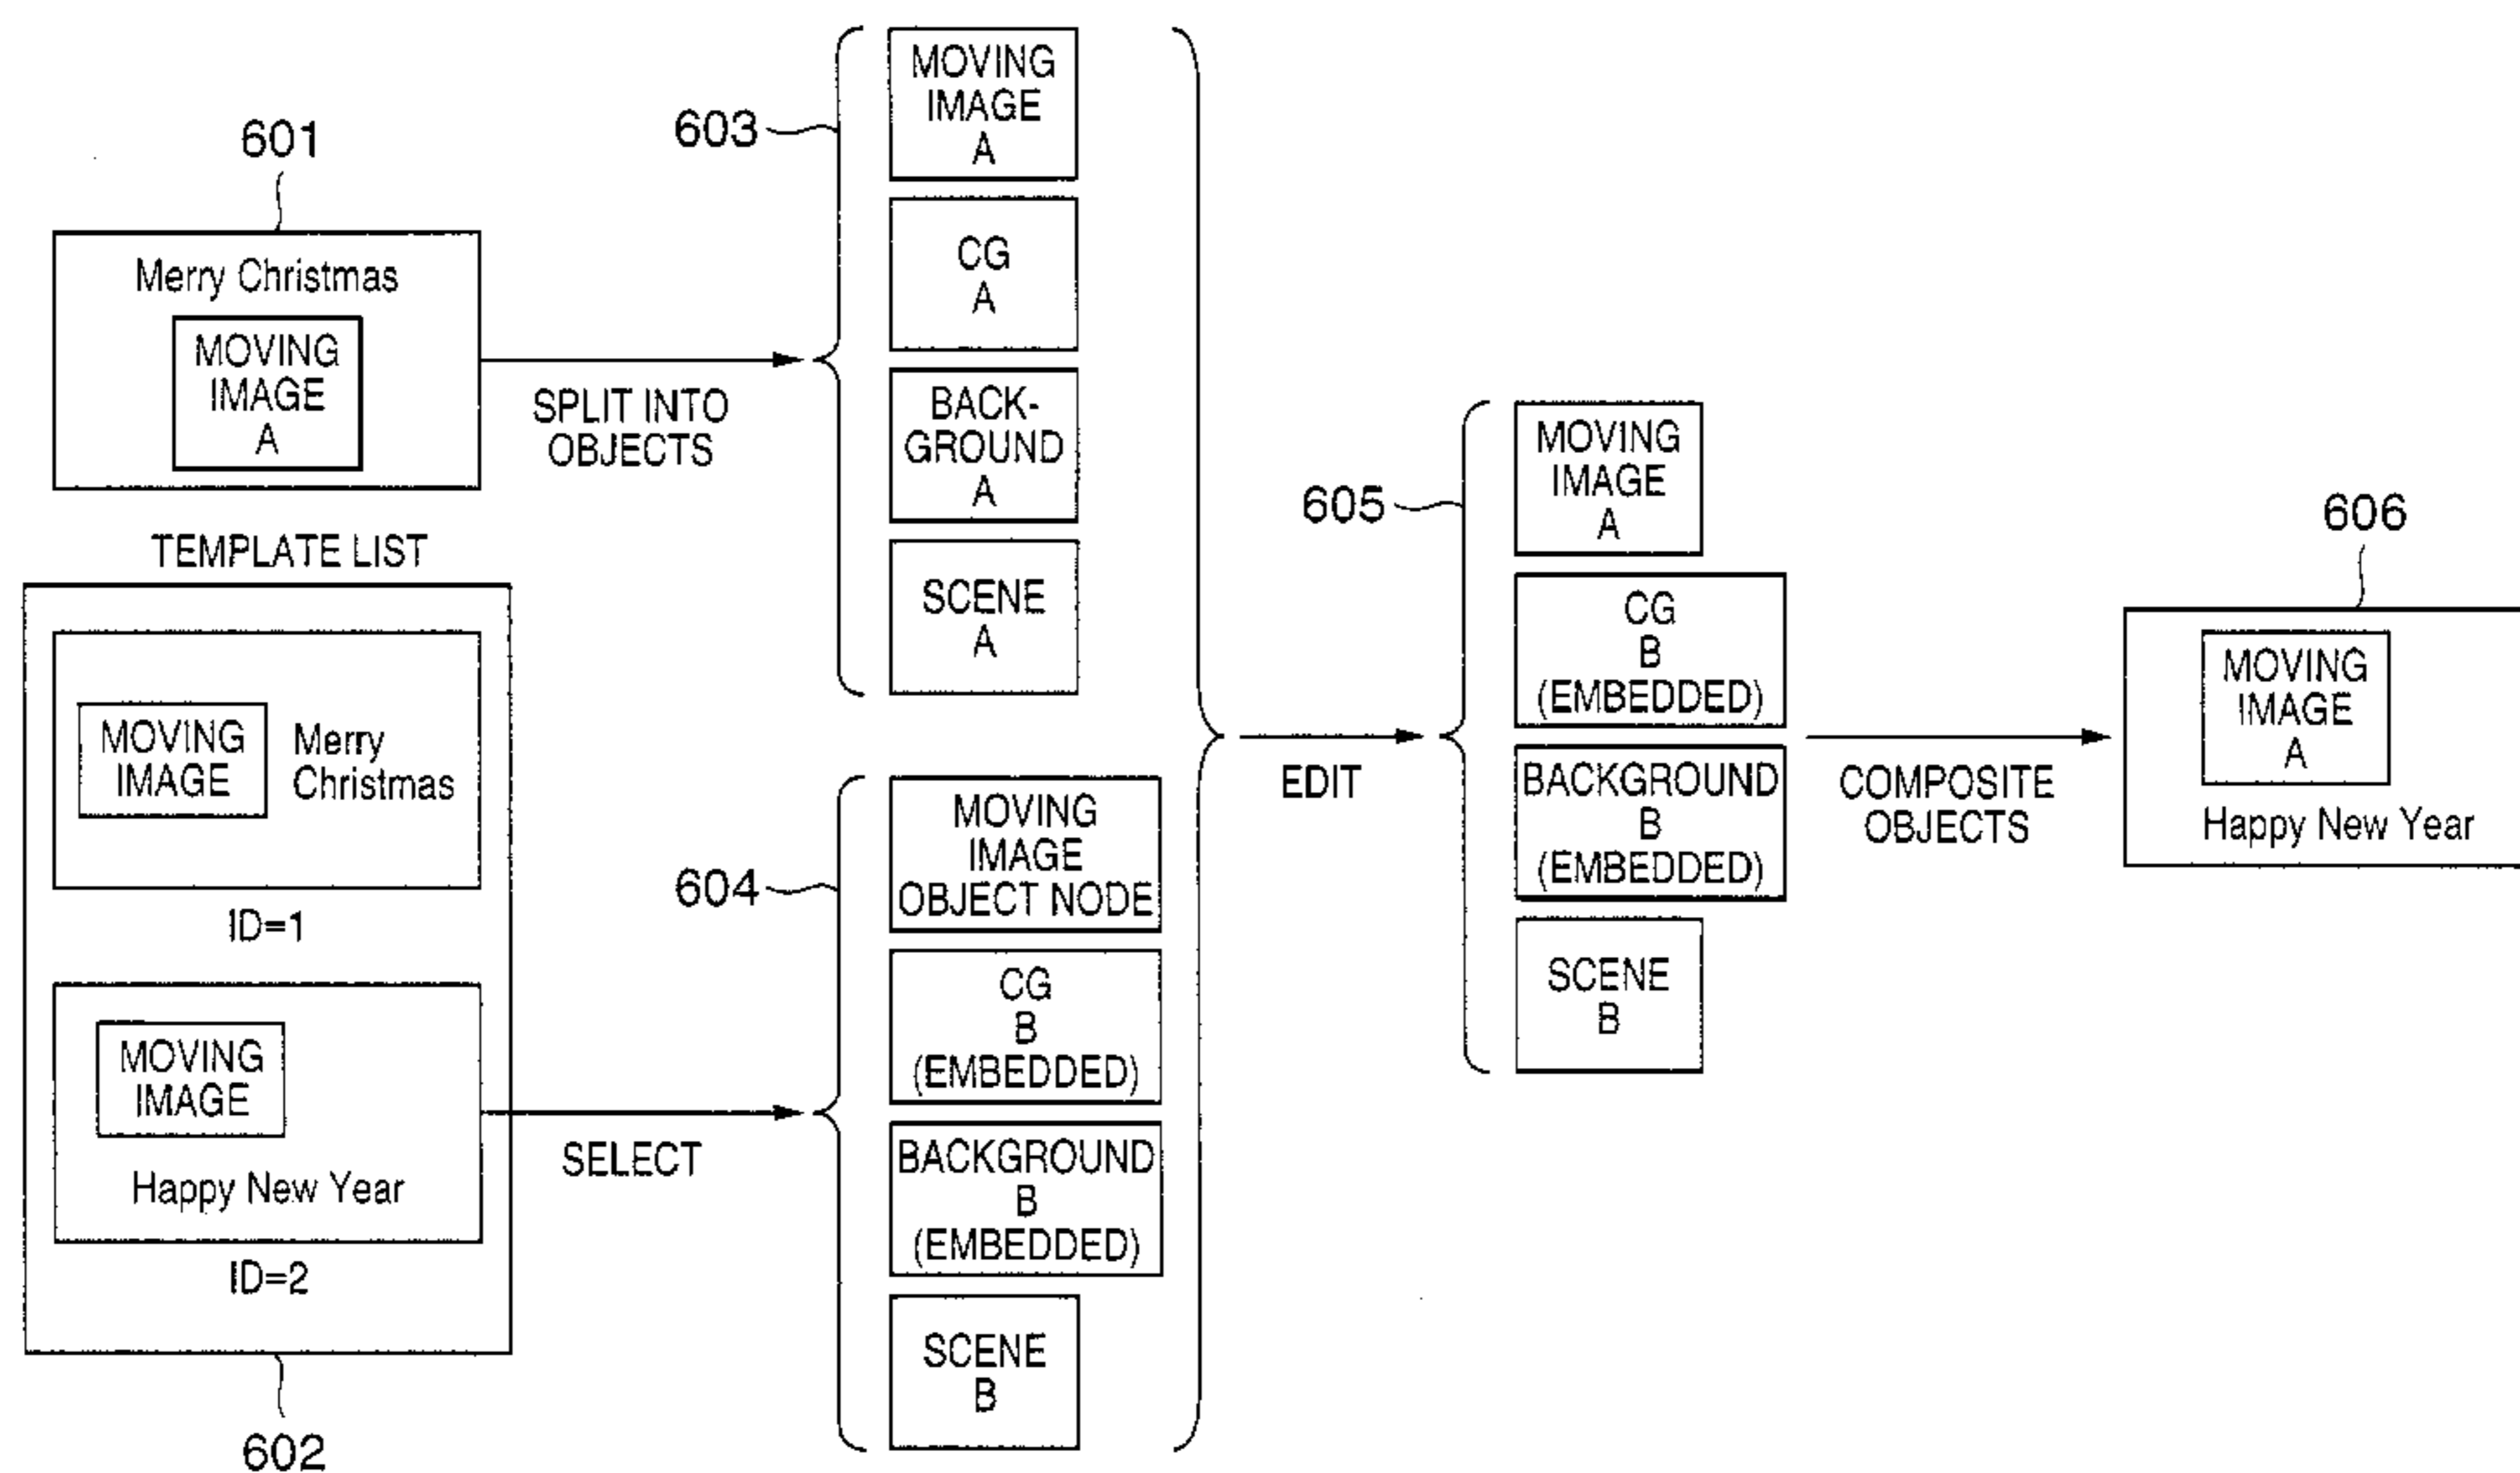 601
Merry Christmas
MOVING
IMAGE
A
SPLIT INTO
OBJECTS
TEMPLATE LIST
MOVING
IMAGE
Merry
Christmas
ID=1
MOVING
IMAGE
Happy New Year
ID=2
602
SELECT
603
MOVING
IMAGE
A
CG
A
BACK-
GROUND
A
SCENE
A
604
MOVING
IMAGE
OBJECT NODE
CG
B
(EMBEDDED)
BACKGROUND
B
(EMBEDDED)
SCENE
B
EDIT
605
MOVING
IMAGE
A
CG
B
(EMBEDDED)
BACKGROUND
B
(EMBEDDED)
SCENE
B
COMPOSITE
OBJECTS
606
MOVING
IMAGE
A
Happy New Year